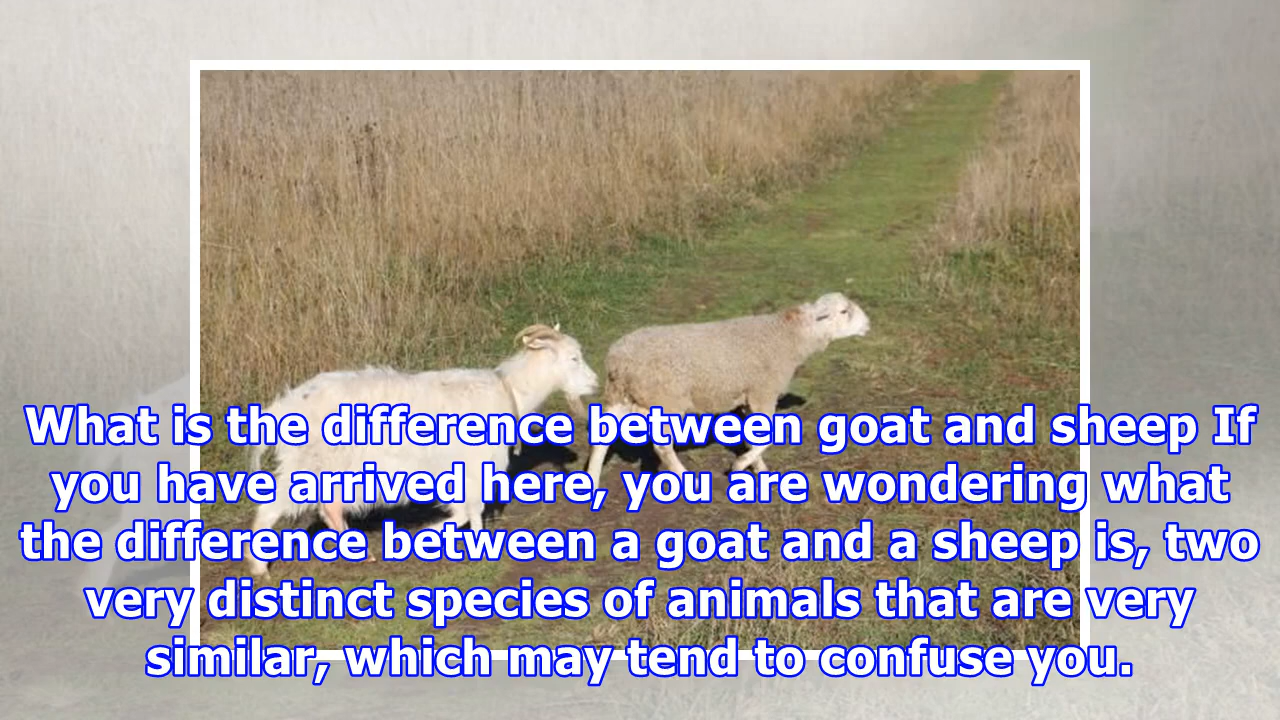 What is the difference between goat and sheep If
you have arrived here, you are wondering what
the difference between a goat and a sheep is, two
very distinct species of animals that are very
similar, which may tend to confuse you.